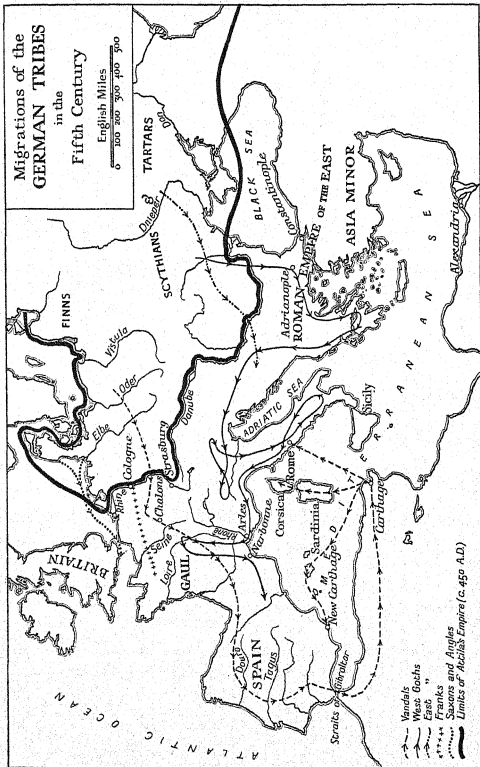 Migrations of the
GERMAN TRIBES
in the
Fifth Century
English Miles
0 100 200 300 400 500
TARTARS
Don
FINNS
SCYTHIANS
Dnieper
BLACK SEA
Constantinople
Vistula
Oder
Elbe
Cologne
Rhine
Chalons
Strasburg
Danube
BRITAIN
Seine
Loire
GAUL
Rhone
Arles
Narbonne
Adrianople
ROMAN EMPIRE OF THE EAST
ASIA MINOR
ADRIATIC SEA
Rome
Corsica
Sardinia
Sicily
Carthage
New Carthage
MEDITERRANEAN SEA
Alexandria
SPAIN
Douro
Tagus
Straits of Gibraltar
ATLANTIC OCEAN
Vandals
West Goths
East "
Franks
Saxons and Angles
Limits of Attila's Empire (c. 450 A.D.)